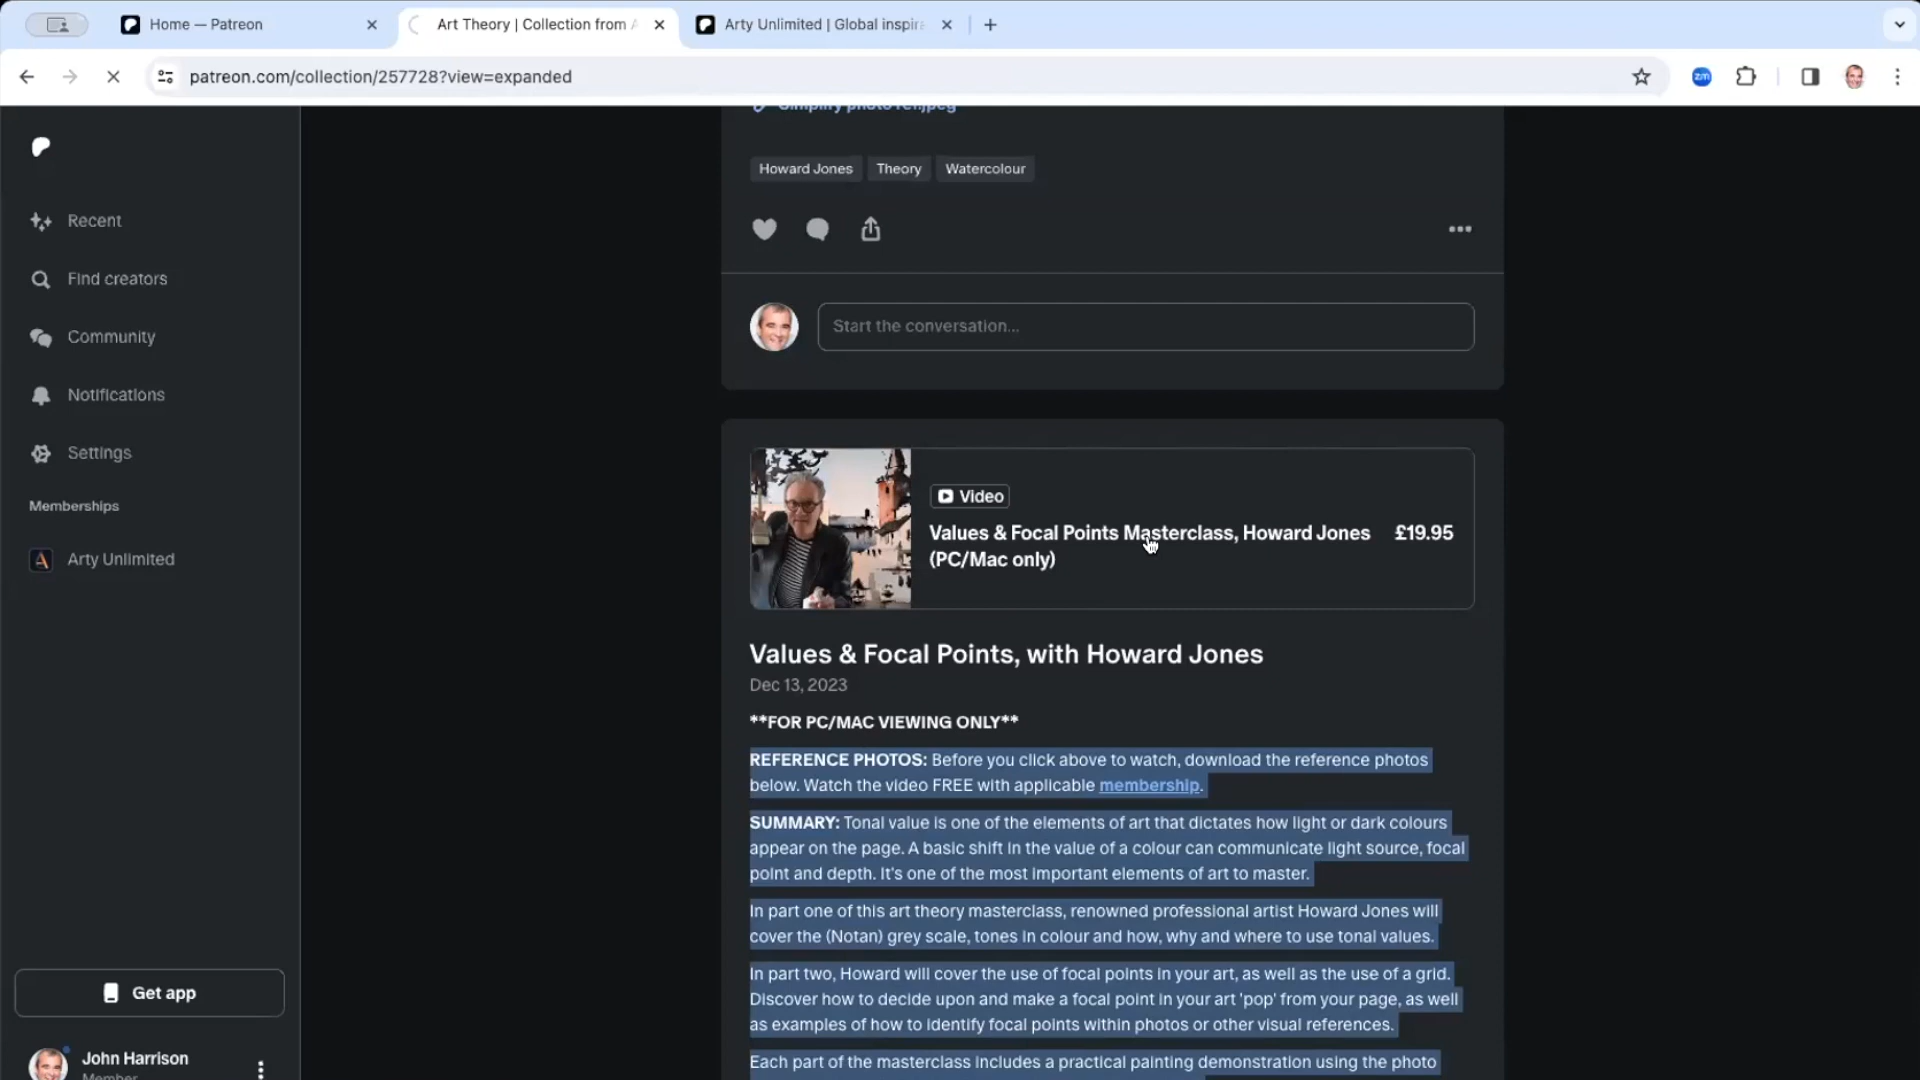 Home — Patreon
Art Theory | Collection from A
Arty Unlimited | Global inspira
patreon.com/collection/257728?view=expanded
zm
Simplify photo ref.jpeg
Howard Jones
Theory
Watercolour
Recent
Find creators
Community
Notifications
Settings
Memberships
Arty Unlimited
Start the conversation...
Video
Values & Focal Points Masterclass, Howard Jones
£19.95
(PC/Mac only)
Values & Focal Points, with Howard Jones
Dec 13, 2023
**FOR PC/MAC VIEWING ONLY**
REFERENCE PHOTOS: Before you click above to watch, download the reference photos
below. Watch the video FREE with applicable membership.
SUMMARY: Tonal value is one of the elements of art that dictates how light or dark colours
appear on the page. A basic shift in the value of a colour can communicate light source, focal
point and depth. It's one of the most important elements of art to master.
In part one of this art theory masterclass, renowned professional artist Howard Jones will
cover the (Notan) grey scale, tones in colour and how, why and where to use tonal values.
In part two, Howard will cover the use of focal points in your art, as well as the use of a grid.
Discover how to decide upon and make a focal point in your art 'pop' from your page, as well
as examples of how to identify focal points within photos or other visual references.
Each part of the masterclass includes a practical painting demonstration using the photo
Get app
John Harrison
Member